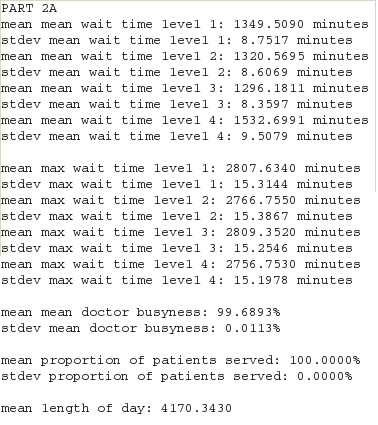 PART 2A
mean mean wait time level 1: 1349.5090 minutes
stdev mean wait time level 1: 8.7517 minutes
mean mean wait time level 2: 1320.5695 minutes
stdev mean wait time level 2: 8.6069 minutes
mean mean wait time level 3: 1296.1811 minutes
stdev mean wait time level 3: 8.3597 minutes
mean mean wait time level 4: 1532.6991 minutes
stdev mean wait time level 4: 9.5079 minutes
mean max wait time level 1: 2807.6340 minutes
stdev max wait time level 1: 15.3144 minutes
mean max wait time level 2: 2766.7550 minutes
stdev max wait time level 2: 15.3867 minutes
mean max wait time level 3: 2809.3520 minutes
stdev max wait time level 3: 15.2546 minutes
mean max wait time level 4: 2756.7530 minutes
stdev max wait time level 4: 15.1978 minutes
mean mean doctor busyness: 99.6893%
stdev mean doctor busyness: 0.0113%
mean proportion of patients served: 100.0000%
stdev proportion of patients served: 0.0000%
mean length of day: 4170.3430